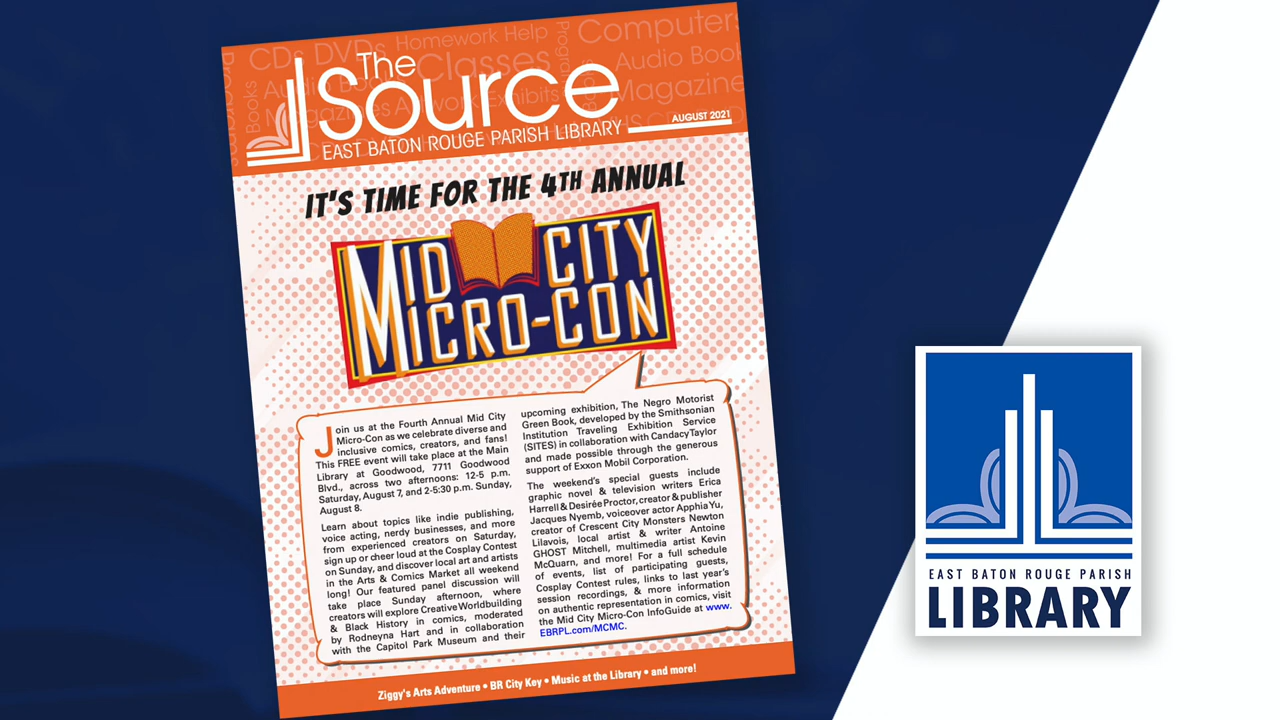 CDs DVDs Homework Help Computers
Classes Audio Book
Books Magazines Artwork Exhibits Magazine
The
Source
EAST BATON ROUGE PARISH LIBRARY
AUGUST 2021
IT'S TIME FOR THE 4TH ANNUAL
MID CITY
MICRO-CON
Join us at the Fourth Annual Mid City
Micro-Con as we celebrate diverse and
inclusive comics, creators, and fans!
This FREE event will take place at the Main
Library at Goodwood, 7711 Goodwood
Blvd., across two afternoons: 12-5 p.m.
Saturday, August 7, and 2-5:30 p.m. Sunday,
August 8.
Learn about topics like indie publishing,
voice acting, nerdy businesses, and more
from experienced creators on Saturday,
sign up or cheer loud at the Cosplay Contest
on Sunday, and discover local art and artists
in the Arts & Comics Market all weekend
long! Our featured panel discussion will
take place Sunday afternoon, where
creators will explore Creative Worldbuilding
& Black History in comics, moderated
by Rodneyna Hart and in collaboration
with the Capitol Park Museum and their
upcoming exhibition, The Negro Motorist
Green Book, developed by the Smithsonian
Institution Traveling Exhibition Service
(SITES) in collaboration with Candacy Taylor
and made possible through the generous
support of Exxon Mobil Corporation.
The weekend's special guests include
graphic novel & television writers Erica
Harrell & Desirée Proctor, creator & publisher
Jacques Nyemb, voiceover actor Apphia Yu,
creator of Crescent City Monsters Newton
Lilavois, local artist & writer Antoine
GHOST Mitchell, multimedia artist Kevin
McQuarn, and more! For a full schedule
of events, list of participating guests,
Cosplay Contest rules, links to last year's
session recordings, & more information
on authentic representation in comics, visit
the Mid City Micro-Con InfoGuide at www.
EBRPL.com/MCMC.
Ziggy's Arts Adventure • BR City Key • Music at the Library • and more!
EAST BATON ROUGE PARISH
LIBRARY